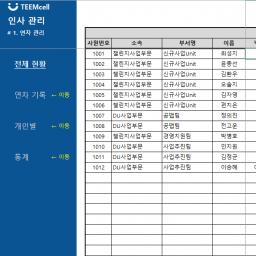 TEEMcell
인사 관리
# 1. 연차 관리
전체 현황
연차 기록 ← 이동
개인별 ← 이동
통계 ← 이동
사원번호 소속 부서명 이름
1001 챌린지사업부문 신규사업Unit 최성지
1002 챌린지사업부문 신규사업Unit 윤종선
1003 챌린지사업부문 신규사업Unit 김환우
1004 챌린지사업부문 신규사업Unit 오슬기
1005 챌린지사업부문 신규사업Unit 김자영
1006 챌린지사업부문 신규사업Unit 편지은
1007 DU사업부문 공맵팀 정의진
1008 DU사업부문 공맵팀 전고운
1009 챌린지사업부문 경영지원팀 박병호
1010 DU사업부문 사업추진팀 민지원
1011 DU사업부문 사업추진팀 김정균
1012 DU사업부문 사업추진팀 이승혜